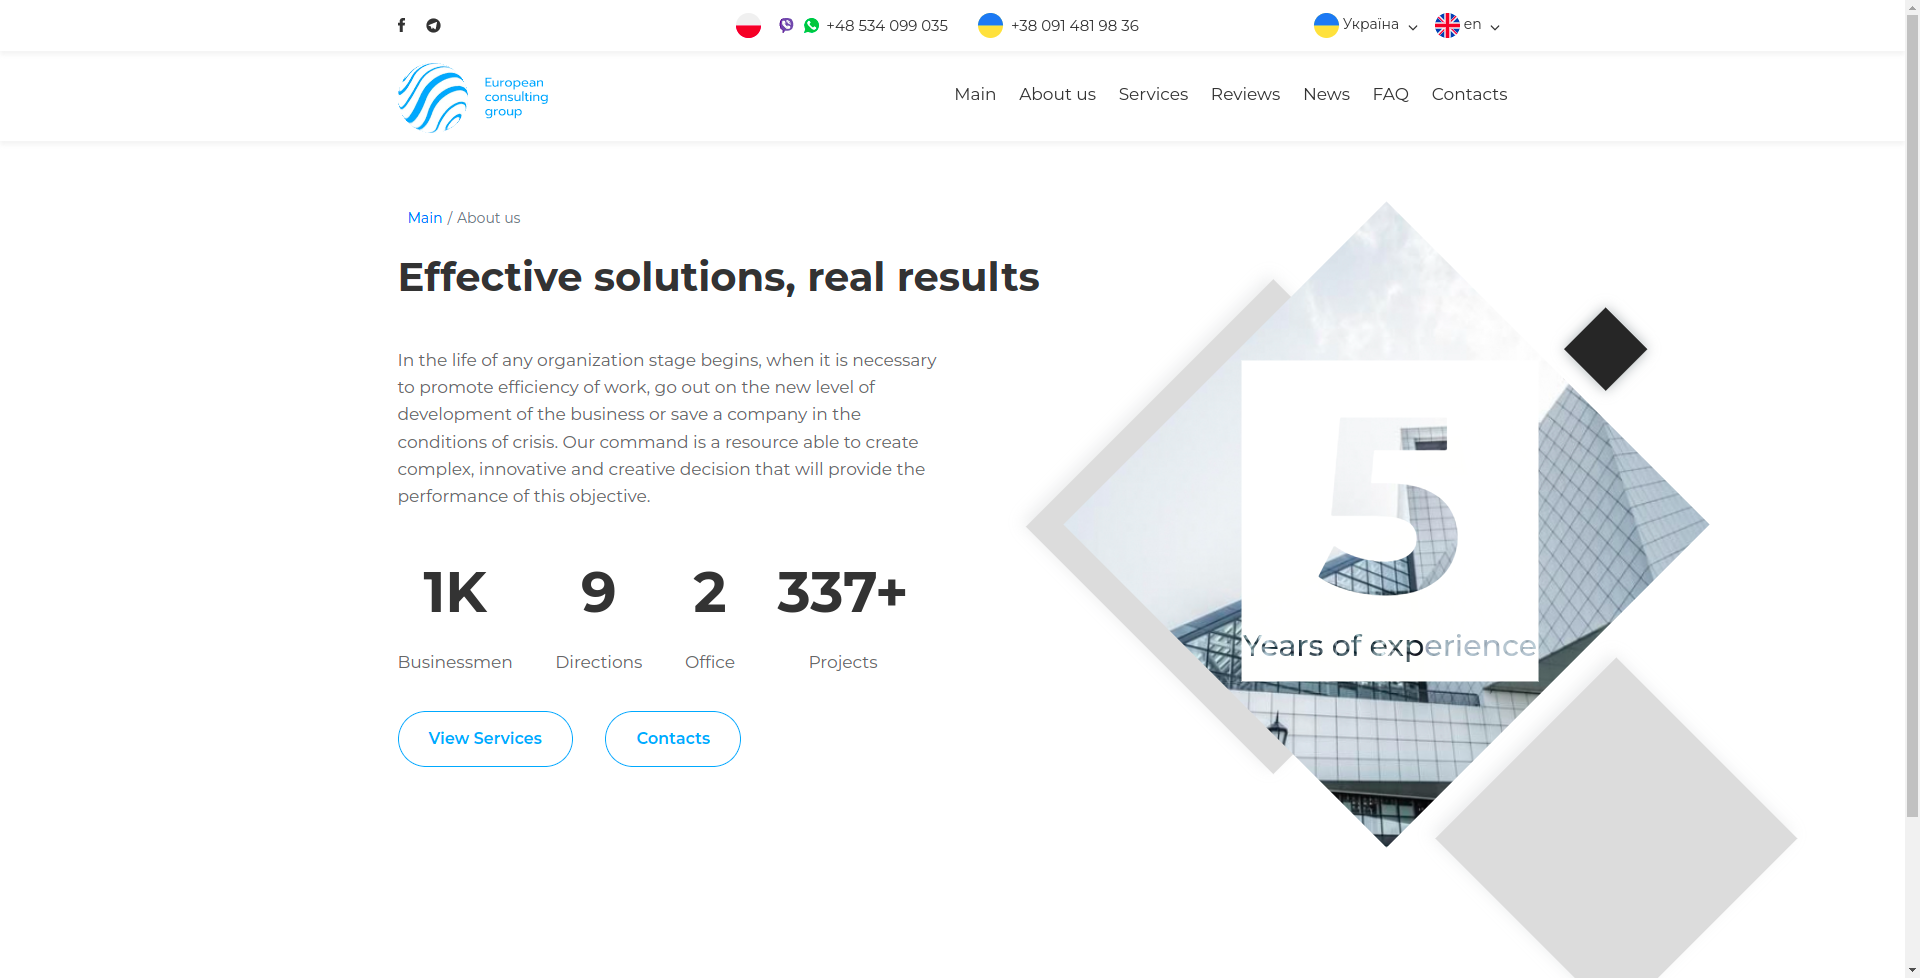 +48 534 099 035
+38 091 481 98 36
Україна
en
European
consulting
group
Main
About us
Services
Reviews
News
FAQ
Contacts
Main / About us
Effective solutions, real results
In the life of any organization stage begins, when it is necessary
to promote efficiency of work, go out on the new level of
development of the business or save a company in the
conditions of crisis. Our command is a resource able to create
complex, innovative and creative decision that will provide the
performance of this objective.
1K
9
2
337+
Businessmen
Directions
Office
Projects
View Services
Contacts
5
Years of experience